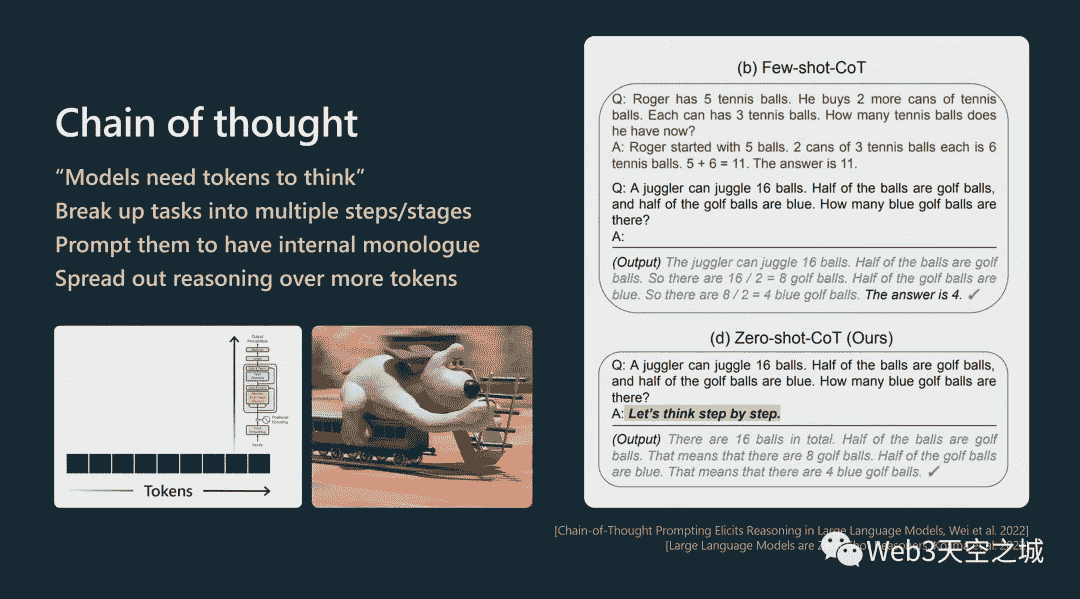 Chain of thought
“Models need tokens to think”
Break up tasks into multiple steps/stages
Prompt them to have internal monologue
Spread out reasoning over more tokens
Tokens
(b) Few-shot-CoT
Q: Roger has 5 tennis balls. He buys 2 more cans of tennis
balls. Each can has 3 tennis balls. How many tennis balls does
he have now?
A: Roger started with 5 balls. 2 cans of 3 tennis balls each is 6
tennis balls. 5 + 6 = 11. The answer is 11.
Q: A juggler can juggle 16 balls. Half of the balls are golf balls,
and half of the golf balls are blue. How many blue golf balls are
there?
A:
(Output) The juggler can juggle 16 balls. Half of the balls are golf
balls. So there are 16 / 2 = 8 golf balls. Half of the golf balls are
blue. So there are 8 / 2 = 4 blue golf balls. The answer is 4. ✓
(d) Zero-shot-CoT (Ours)
Q: A juggler can juggle 16 balls. Half of the balls are golf balls,
and half of the golf balls are blue. How many blue golf balls are
there?
A: Let’s think step by step.
(Output) There are 16 balls in total. Half of the balls are golf
balls. That means that there are 8 golf balls. Half of the golf balls
are blue. That means that there are 4 blue golf balls. ✓
[Chain-of-Thought Prompting Elicits Reasoning in Large Language Models, Wei et al. 2022]
[Large Language Models are
Web3天空之城